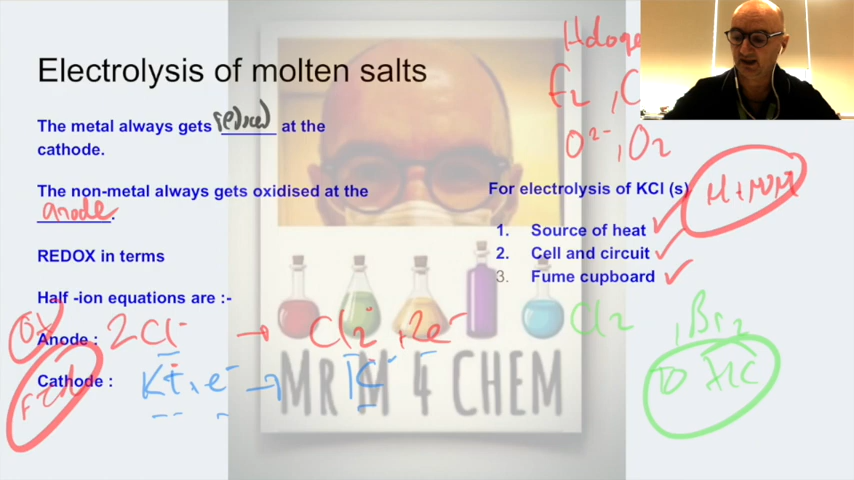 Electrolysis of molten salts
The metal always gets reduced at the
cathode.
The non-metal always gets oxidised at the
anode.
REDOX in terms
Half -ion equations are :-
Ox
Anode : 2Cl⁻ → Cl₂ + 2e⁻
Cathode : K⁺ + e⁻ → K
F₂ , C
O²⁻ , O₂
For electrolysis of KCl (s)
1. Source of heat
2. Cell and circuit
3. Fume cupboard
M + NM
Cl₂ , Br₂
MR M 4 CHEM